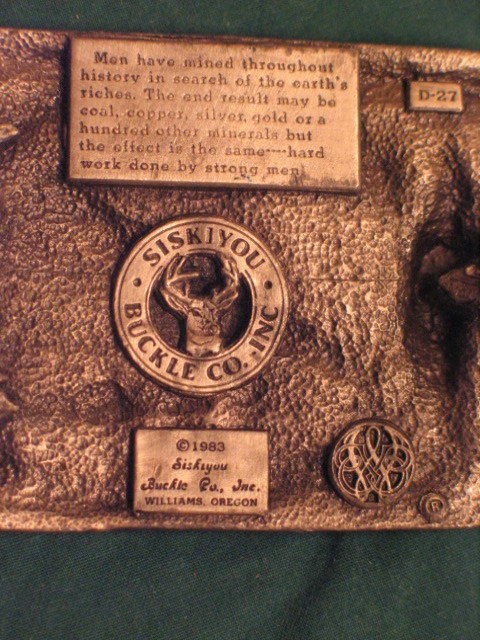 Men have mined throughout
history in search of the earth's
riches. The end result may be
coal, copper, silver, gold or a
hundred other minerals but
the effect is the same----hard
work done by strong men.
D-27
SISKIYOU
BUCKLE CO. INC
©1983
Siskiyou
Buckle Co., Inc.
WILLIAMS, OREGON
®